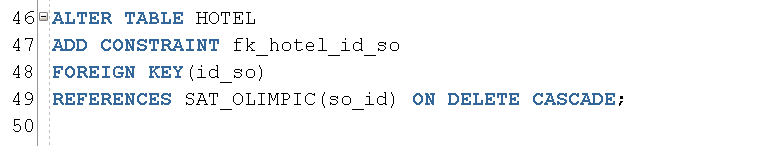 46 ALTER TABLE HOTEL
47 ADD CONSTRAINT fk_hotel_id_so
48 FOREIGN KEY(id_so)
49 REFERENCES SAT_OLIMPIC(so_id) ON DELETE CASCADE;
50